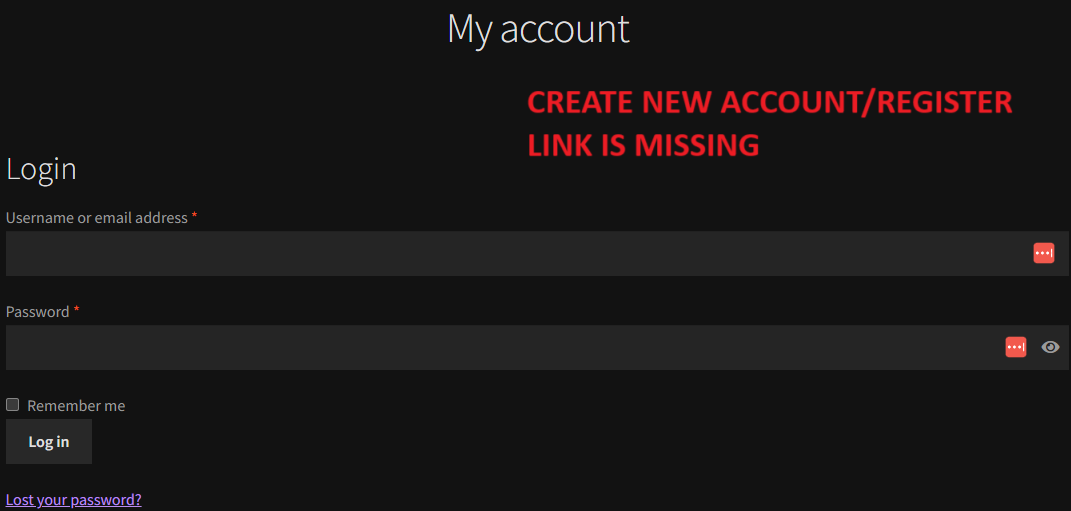 My account
CREATE NEW ACCOUNT/REGISTER
LINK IS MISSING
Login
Username or email address *
Password *
Remember me
Log in
Lost your password?